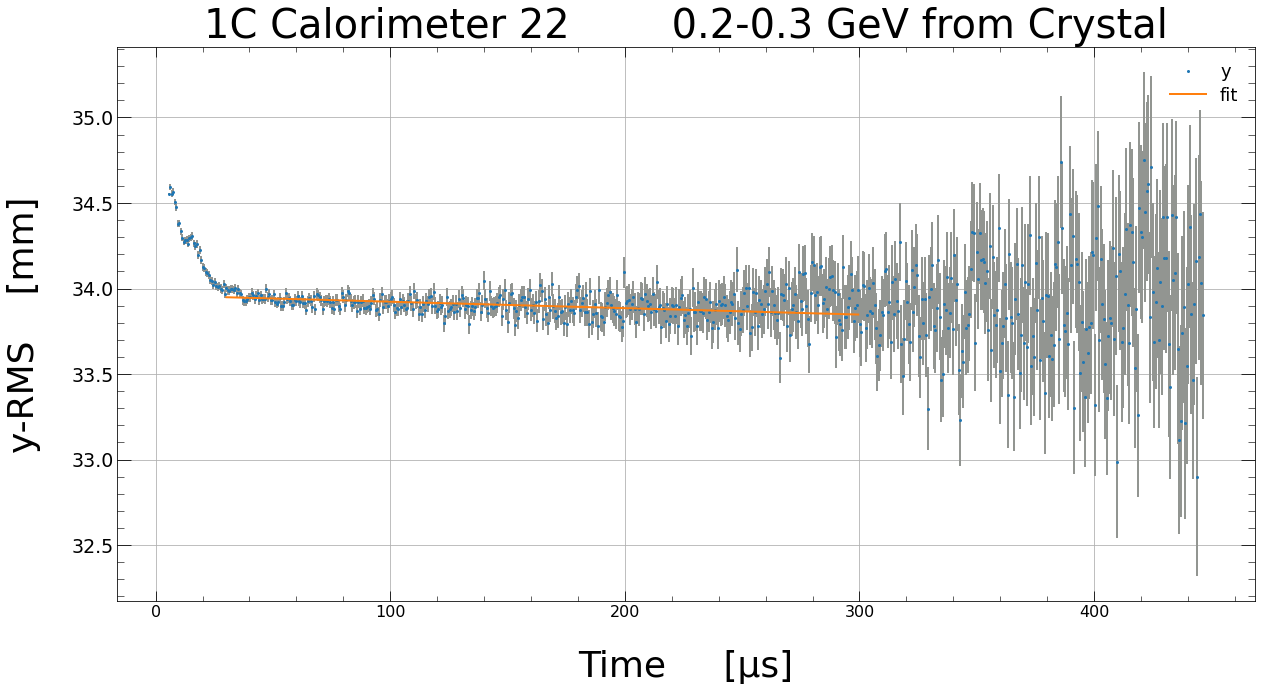 1C Calorimeter 22 0.2-0.3 GeV from Crystal
y
fit
35.0
34.5
34.0
33.5
33.0
32.5
y-RMS [mm]
0 100 200 300 400
Time [µs]